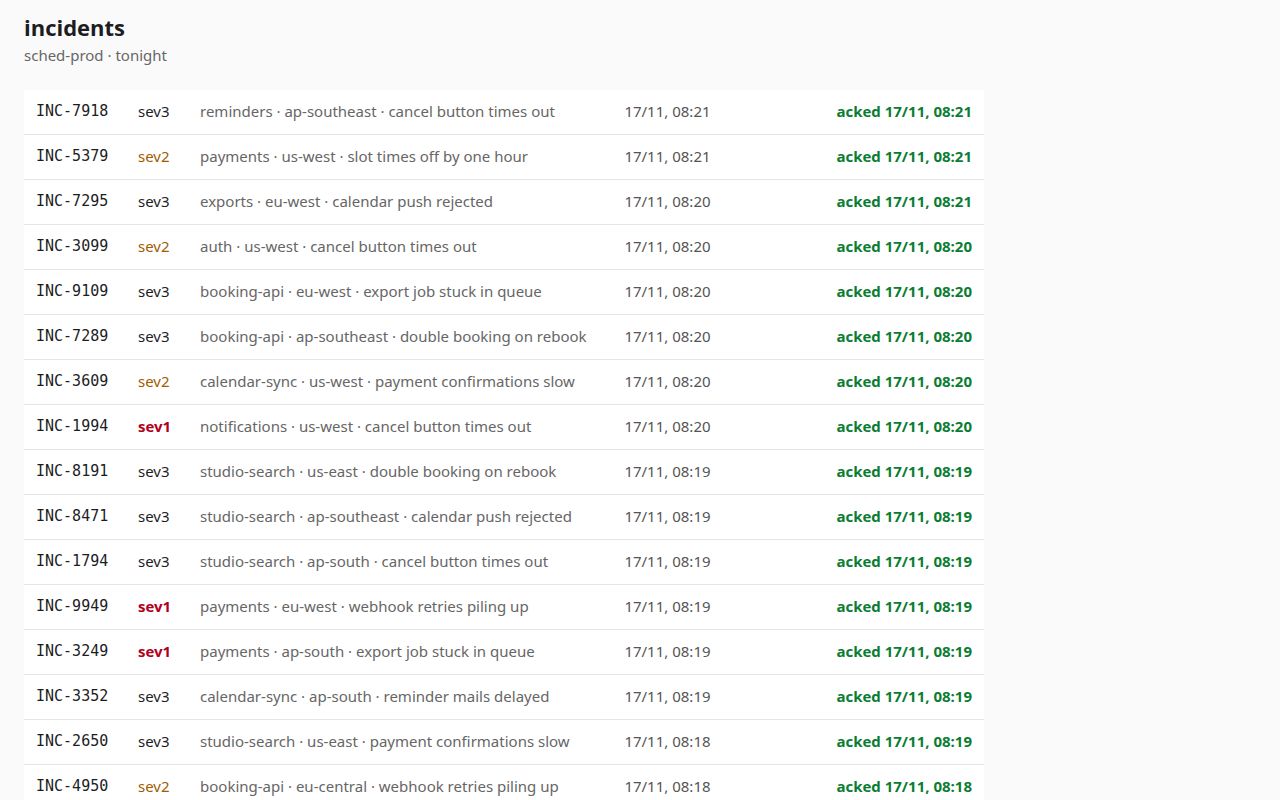 incidents
sched-prod · tonight
INC-7918 sev3 reminders · ap-southeast · cancel button times out 17/11, 08:21 acked 17/11, 08:21
INC-5379 sev2 payments · us-west · slot times off by one hour 17/11, 08:21 acked 17/11, 08:21
INC-7295 sev3 exports · eu-west · calendar push rejected 17/11, 08:20 acked 17/11, 08:21
INC-3099 sev2 auth · us-west · cancel button times out 17/11, 08:20 acked 17/11, 08:20
INC-9109 sev3 booking-api · eu-west · export job stuck in queue 17/11, 08:20 acked 17/11, 08:20
INC-7289 sev3 booking-api · ap-southeast · double booking on rebook 17/11, 08:20 acked 17/11, 08:20
INC-3609 sev2 calendar-sync · us-west · payment confirmations slow 17/11, 08:20 acked 17/11, 08:20
INC-1994 sev1 notifications · us-west · cancel button times out 17/11, 08:20 acked 17/11, 08:20
INC-8191 sev3 studio-search · us-east · double booking on rebook 17/11, 08:19 acked 17/11, 08:19
INC-8471 sev3 studio-search · ap-southeast · calendar push rejected 17/11, 08:19 acked 17/11, 08:19
INC-1794 sev3 studio-search · ap-south · cancel button times out 17/11, 08:19 acked 17/11, 08:19
INC-9949 sev1 payments · eu-west · webhook retries piling up 17/11, 08:19 acked 17/11, 08:19
INC-3249 sev1 payments · ap-south · export job stuck in queue 17/11, 08:19 acked 17/11, 08:19
INC-3352 sev3 calendar-sync · ap-south · reminder mails delayed 17/11, 08:19 acked 17/11, 08:19
INC-2650 sev3 studio-search · us-east · payment confirmations slow 17/11, 08:18 acked 17/11, 08:19
INC-4950 sev2 booking-api · eu-central · webhook retries piling up 17/11, 08:18 acked 17/11, 08:18